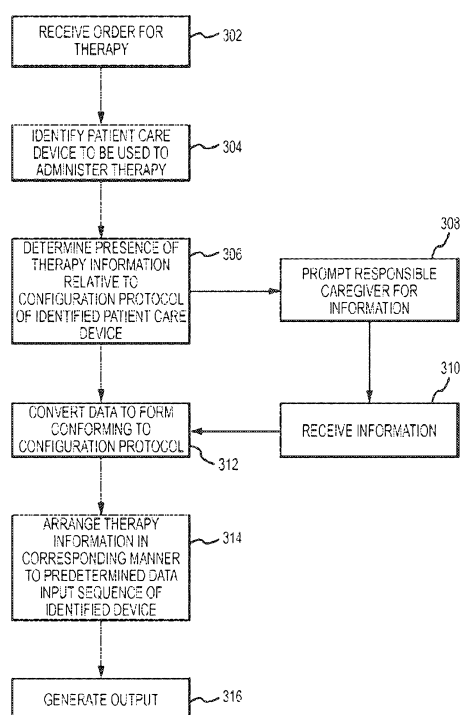 RECEIVE ORDER FOR
THERAPY
302
IDENTIFY PATIENT CARE
DEVICE TO BE USED TO
ADMINISTER THERAPY
304
DETERMINE PRESENCE OF
THERAPY INFORMATION
RELATIVE TO
CONFIGURATION PROTOCOL
OF IDENTIFIED PATIENT CARE
DEVICE
306
308
PROMPT RESPONSIBLE
CAREGIVER FOR
INFORMATION
310
RECEIVE INFORMATION
CONVERT DATA TO FORM
CONFORMING TO
CONFIGURATION PROTOCOL
312
ARRANGE THERAPY
INFORMATION IN
CORRESPONDING MANNER
TO PREDETERMINED DATA
INPUT SEQUENCE OF
IDENTIFIED DEVICE
314
GENERATE OUTPUT
316